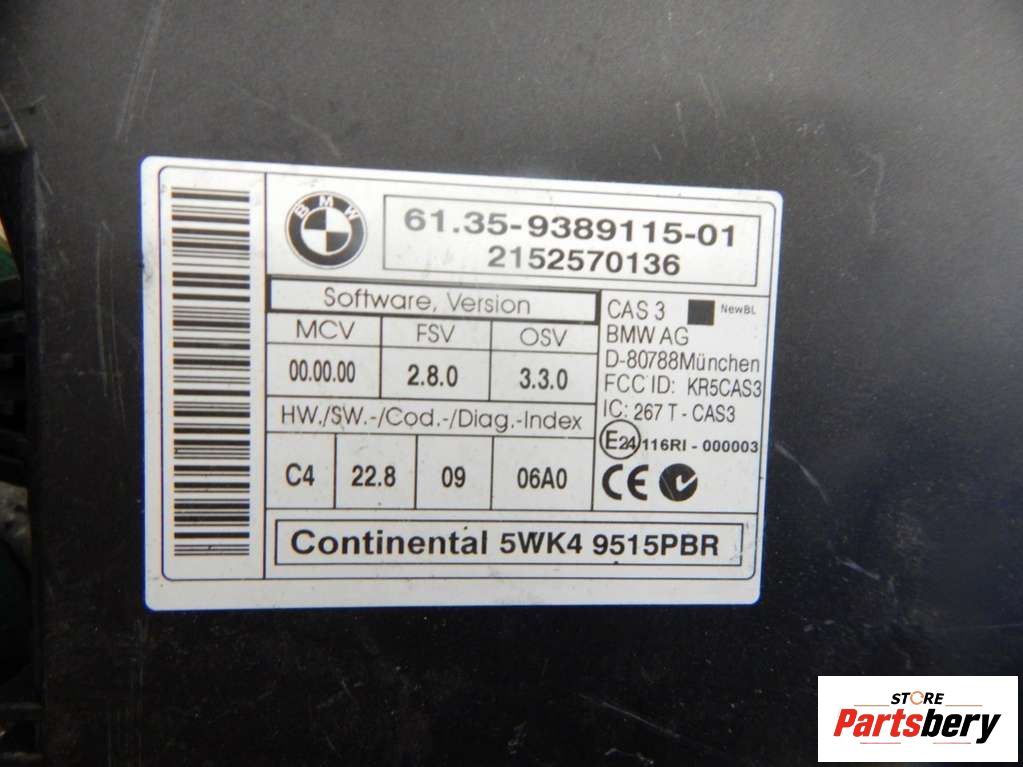 BMW
61.35-9389115-01
2152570136
Software, Version
MCV FSV OSV
00.00.00 2.8.0 3.3.0
HW./SW.-/Cod.-/Diag.-Index
C4 22.8 09 06A0
CAS 3 NewBL
BMW AG
D-80788München
FCC ID: KR5CAS3
IC: 267 T - CAS3
E24 116RI - 000003
CE
Continental 5WK4 9515PBR
STORE
Partsbery